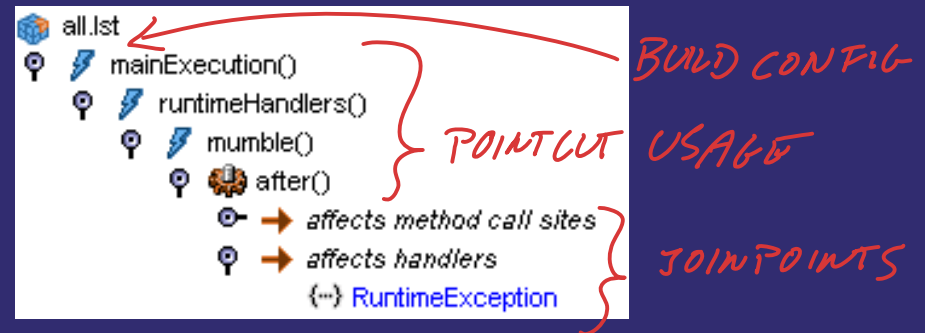 all.lst
BUILD CONFIG
mainExecution()
runtimeHandlers()
mumble()
POINTCUT USAGE
after()
affects method call sites
affects handlers
JOINPOINTS
{···} RuntimeException